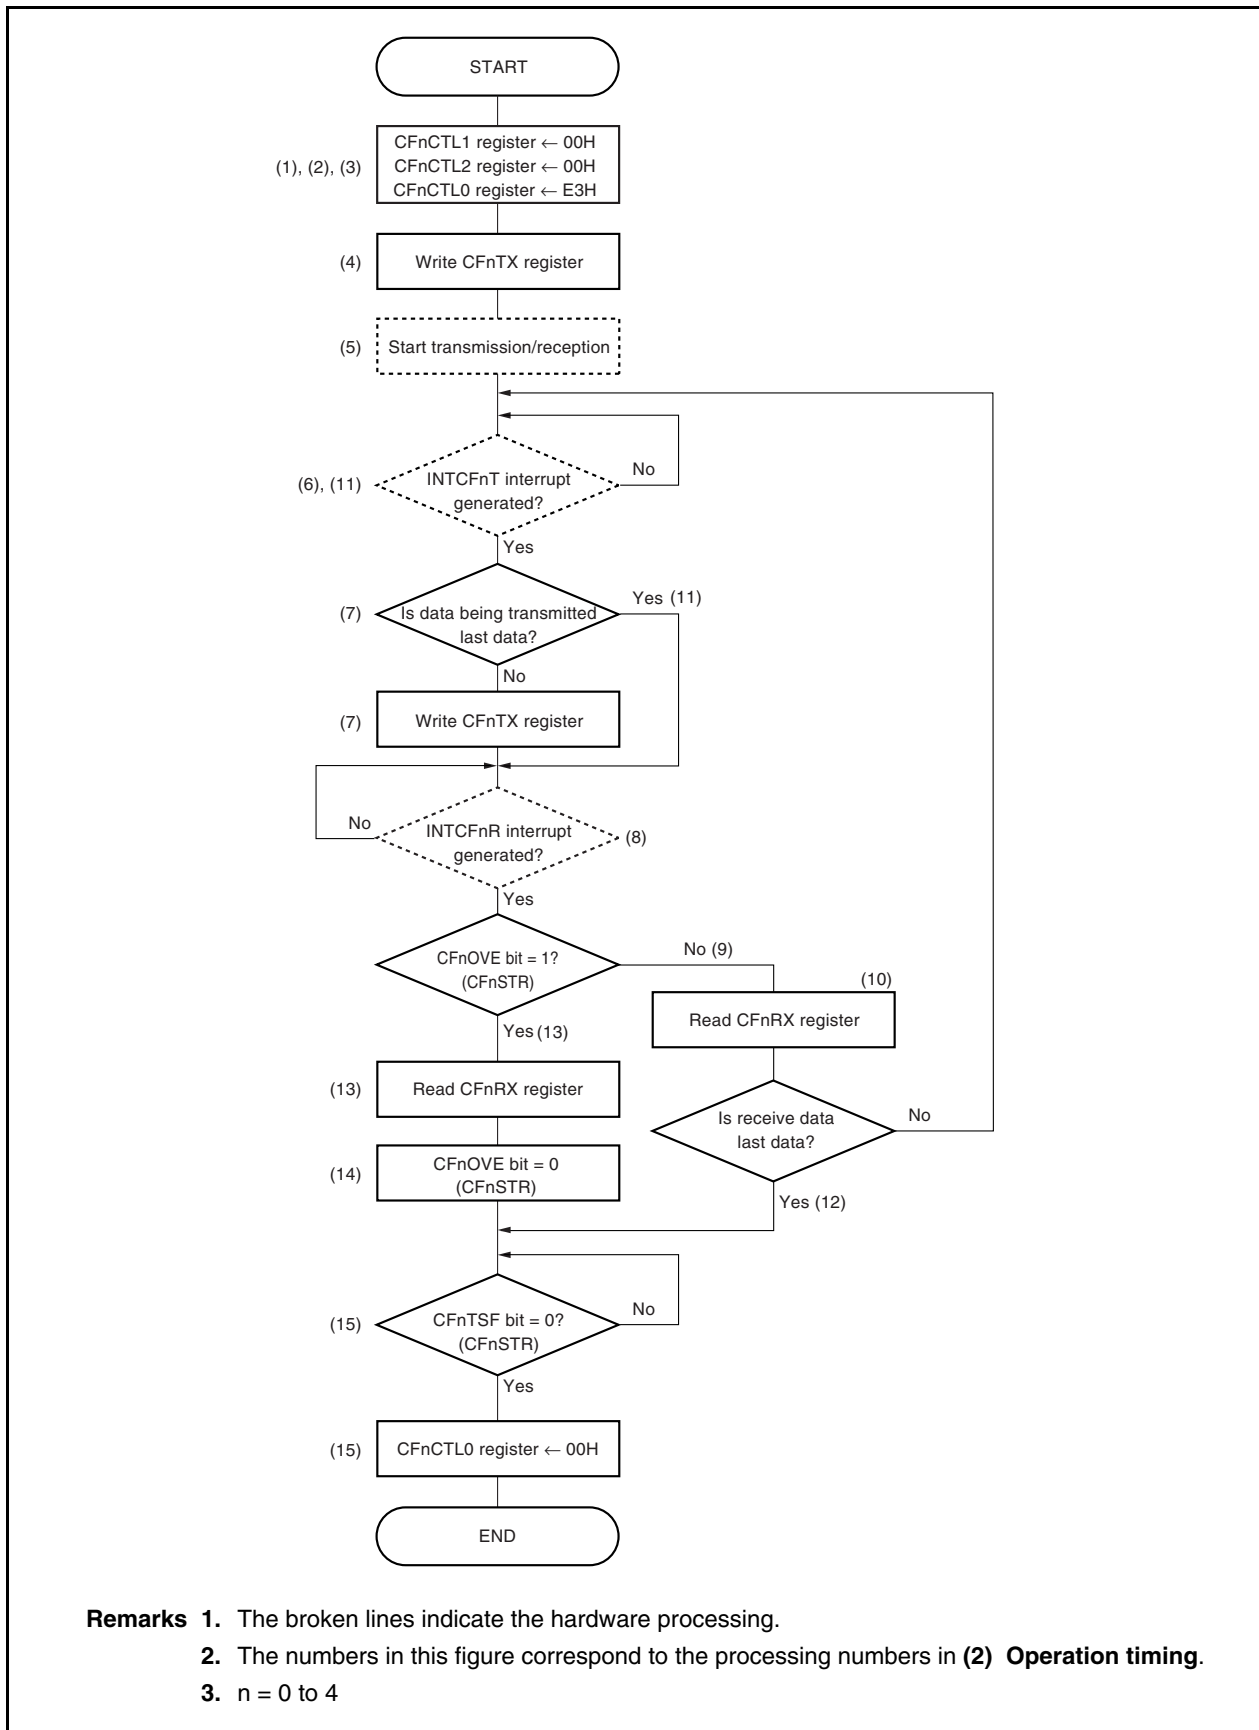 START
CFnCTL1 register ← 00H
(1), (2), (3) CFnCTL2 register ← 00H
CFnCTL0 register ← E3H
(4) Write CFnTX register
(5) Start transmission/reception
(6), (11) INTCFnT interrupt
generated?
No
Yes
(7) Is data being transmitted
last data?
Yes (11)
No
(7) Write CFnTX register
No
INTCFnR interrupt
generated?
(8)
Yes
CFnOVE bit = 1?
(CFnSTR)
No (9)
(10)
Read CFnRX register
Yes (13)
(13) Read CFnRX register
Is receive data
last data?
No
(14) CFnOVE bit = 0
(CFnSTR)
Yes (12)
(15) CFnTSF bit = 0?
(CFnSTR)
No
Yes
(15) CFnCTL0 register ← 00H
END
Remarks 1. The broken lines indicate the hardware processing.
2. The numbers in this figure correspond to the processing numbers in (2) Operation timing.
3. n = 0 to 4